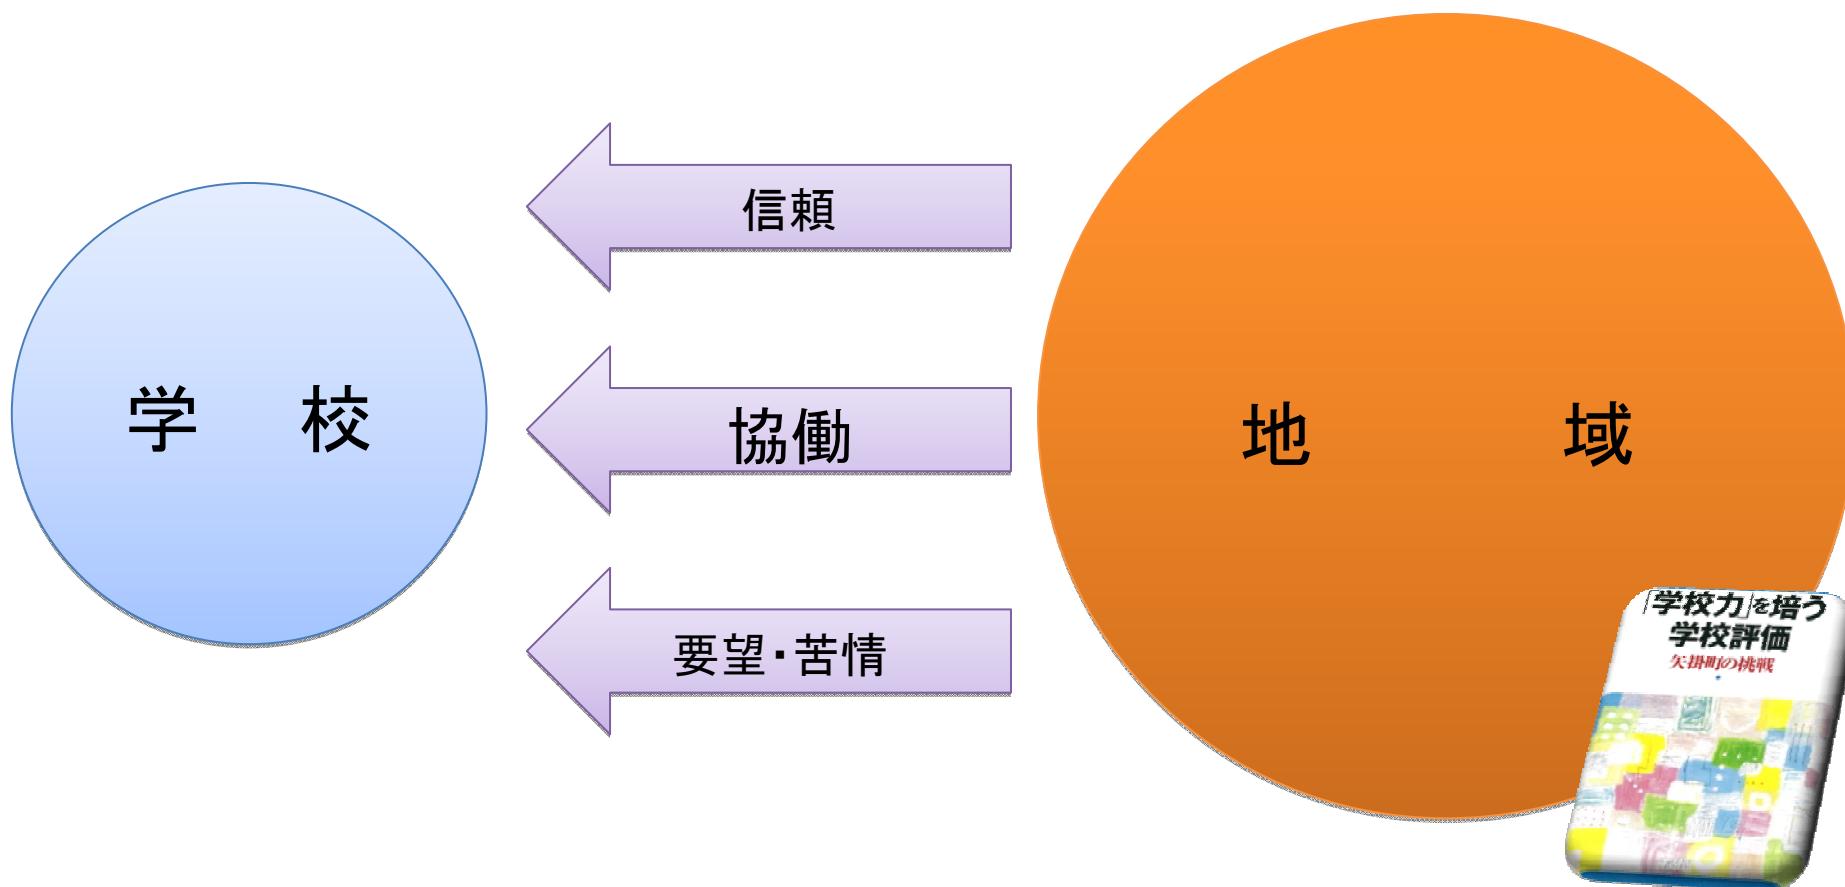 信頼
学 校
協働
地 域
要望・苦情
「学校力」を培う
学校評価
矢掛町の挑戦